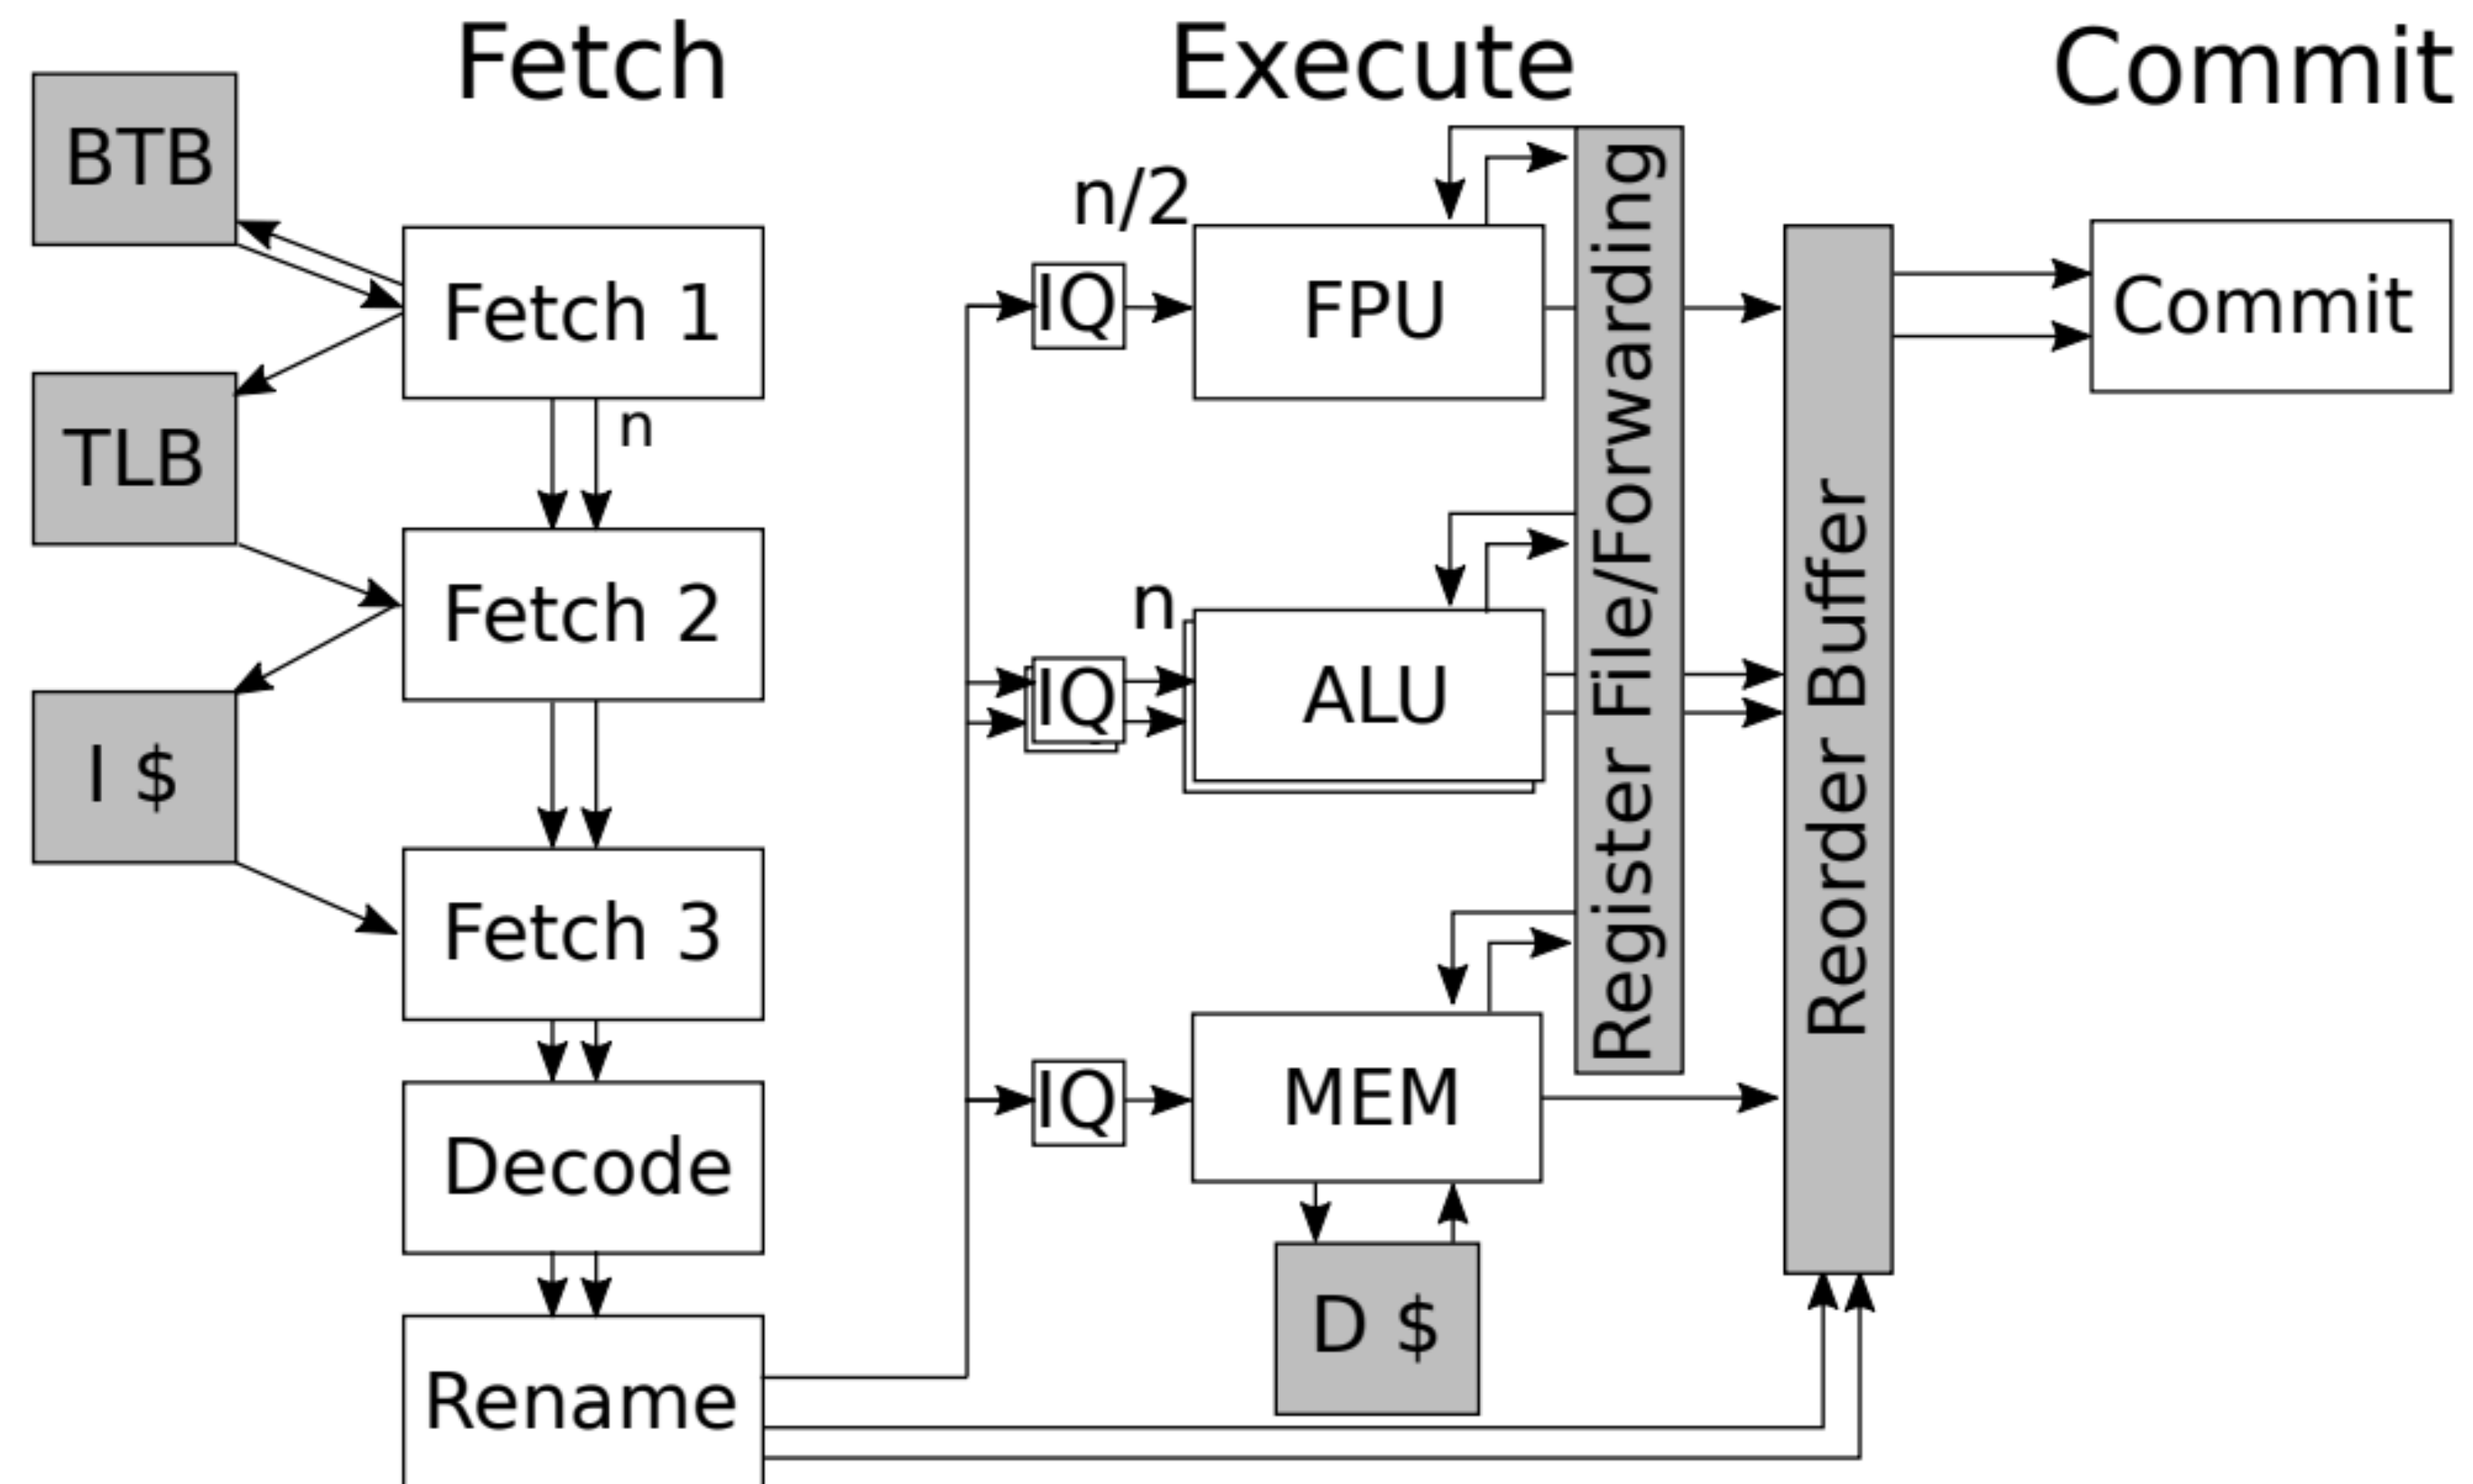 Fetch
Execute
Commit
BTB
Fetch 1
n
TLB
Fetch 2
I $
Fetch 3
Decode
Rename
n/2
IQ
FPU
n
IQ
ALU
IQ
MEM
D $
Register File/Forwarding
Reorder Buffer
Commit